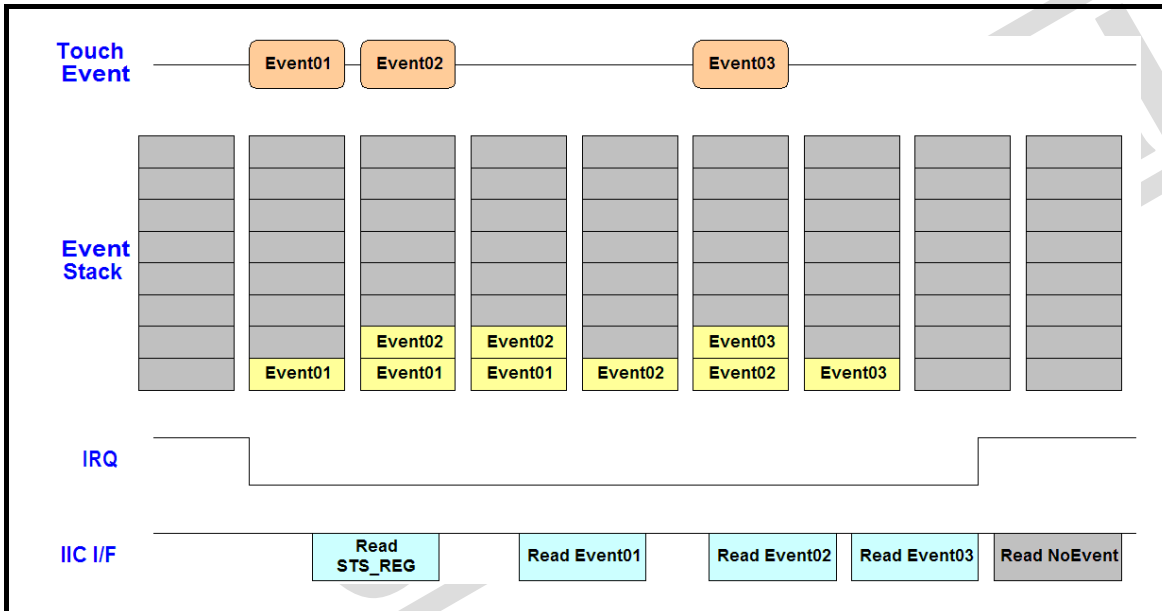 Touch
Event
Event01
Event02
Event03
Event
Stack
Event02
Event02
Event03
Event01
Event01
Event01
Event02
Event02
Event03
IRQ
IIC I/F
Read
STS_REG
Read Event01
Read Event02
Read Event03
Read NoEvent